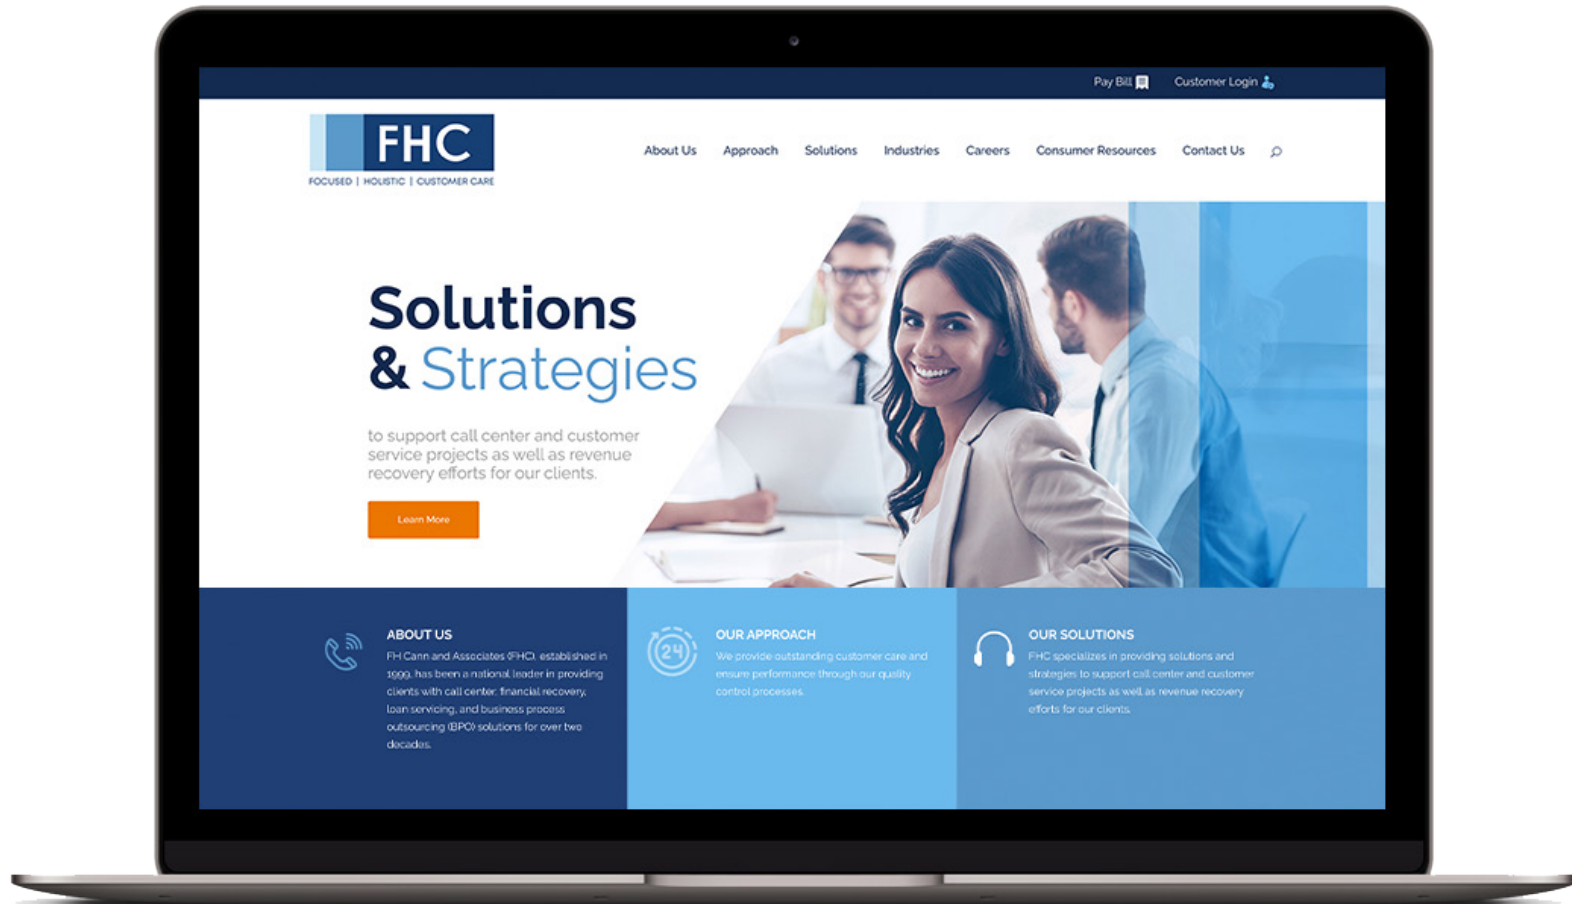 Pay Bill
Customer Login
FHC
FOCUSED | HOLISTIC | CUSTOMER CARE
About Us
Approach
Solutions
Industries
Careers
Consumer Resources
Contact Us
Solutions
& Strategies
to support call center and customer
service projects as well as revenue
recovery efforts for our clients.
Learn More
ABOUT US
FH Cann and Associates (FHC), established in
1999, has been a national leader in providing
clients with call center, financial recovery,
loan servicing, and business process
outsourcing (BPO) solutions for over two
decades.
24
OUR APPROACH
We provide outstanding customer care and
ensure performance through our quality
control processes.
OUR SOLUTIONS
FHC specializes in providing solutions and
strategies to support call center and customer
service projects as well as revenue recovery
efforts for our clients.